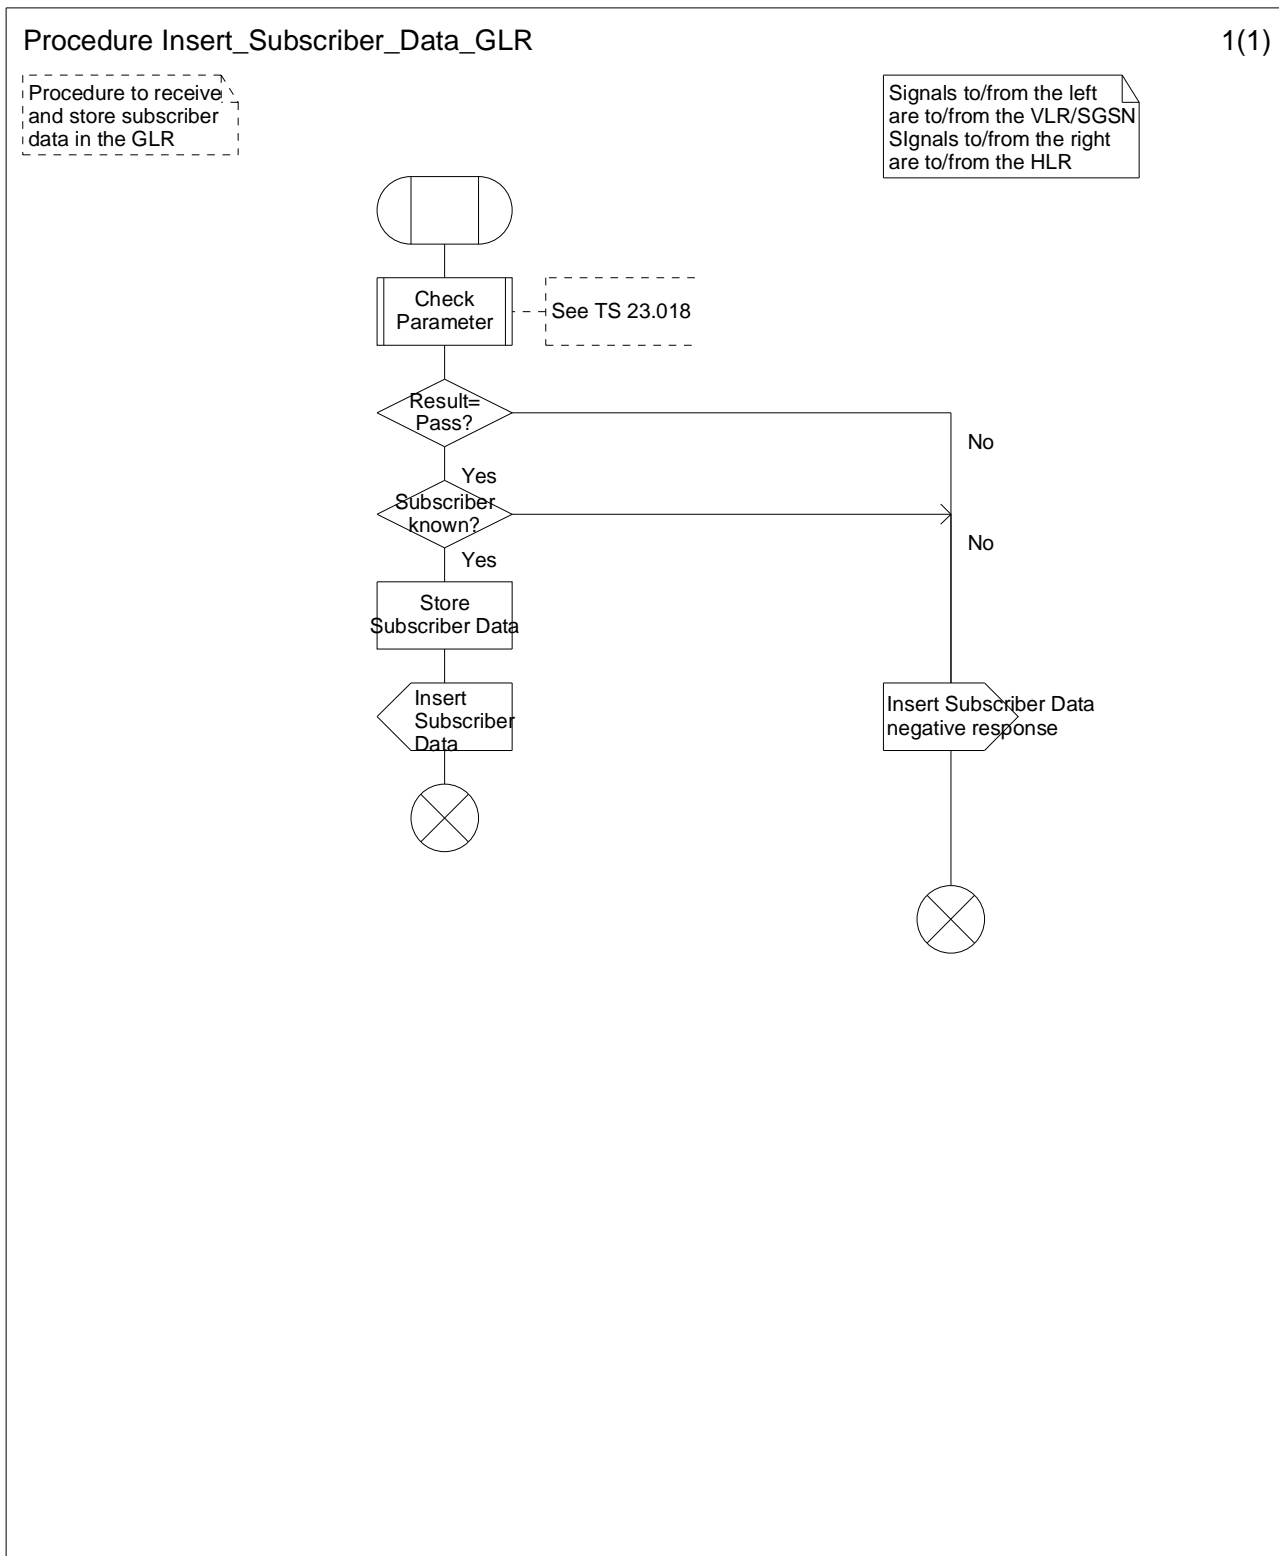 Procedure Insert_Subscriber_Data_GLR
1(1)
Procedure to receive
and store subscriber
data in the GLR
Signals to/from the left
are to/from the VLR/SGSN
SIgnals to/from the right
are to/from the HLR
Check
Parameter
See TS 23.018
Result=
Pass?
No
Yes
Subscriber
known?
No
Yes
Store
Subscriber Data
Insert
Subscriber
Data
Insert Subscriber Data
negative response